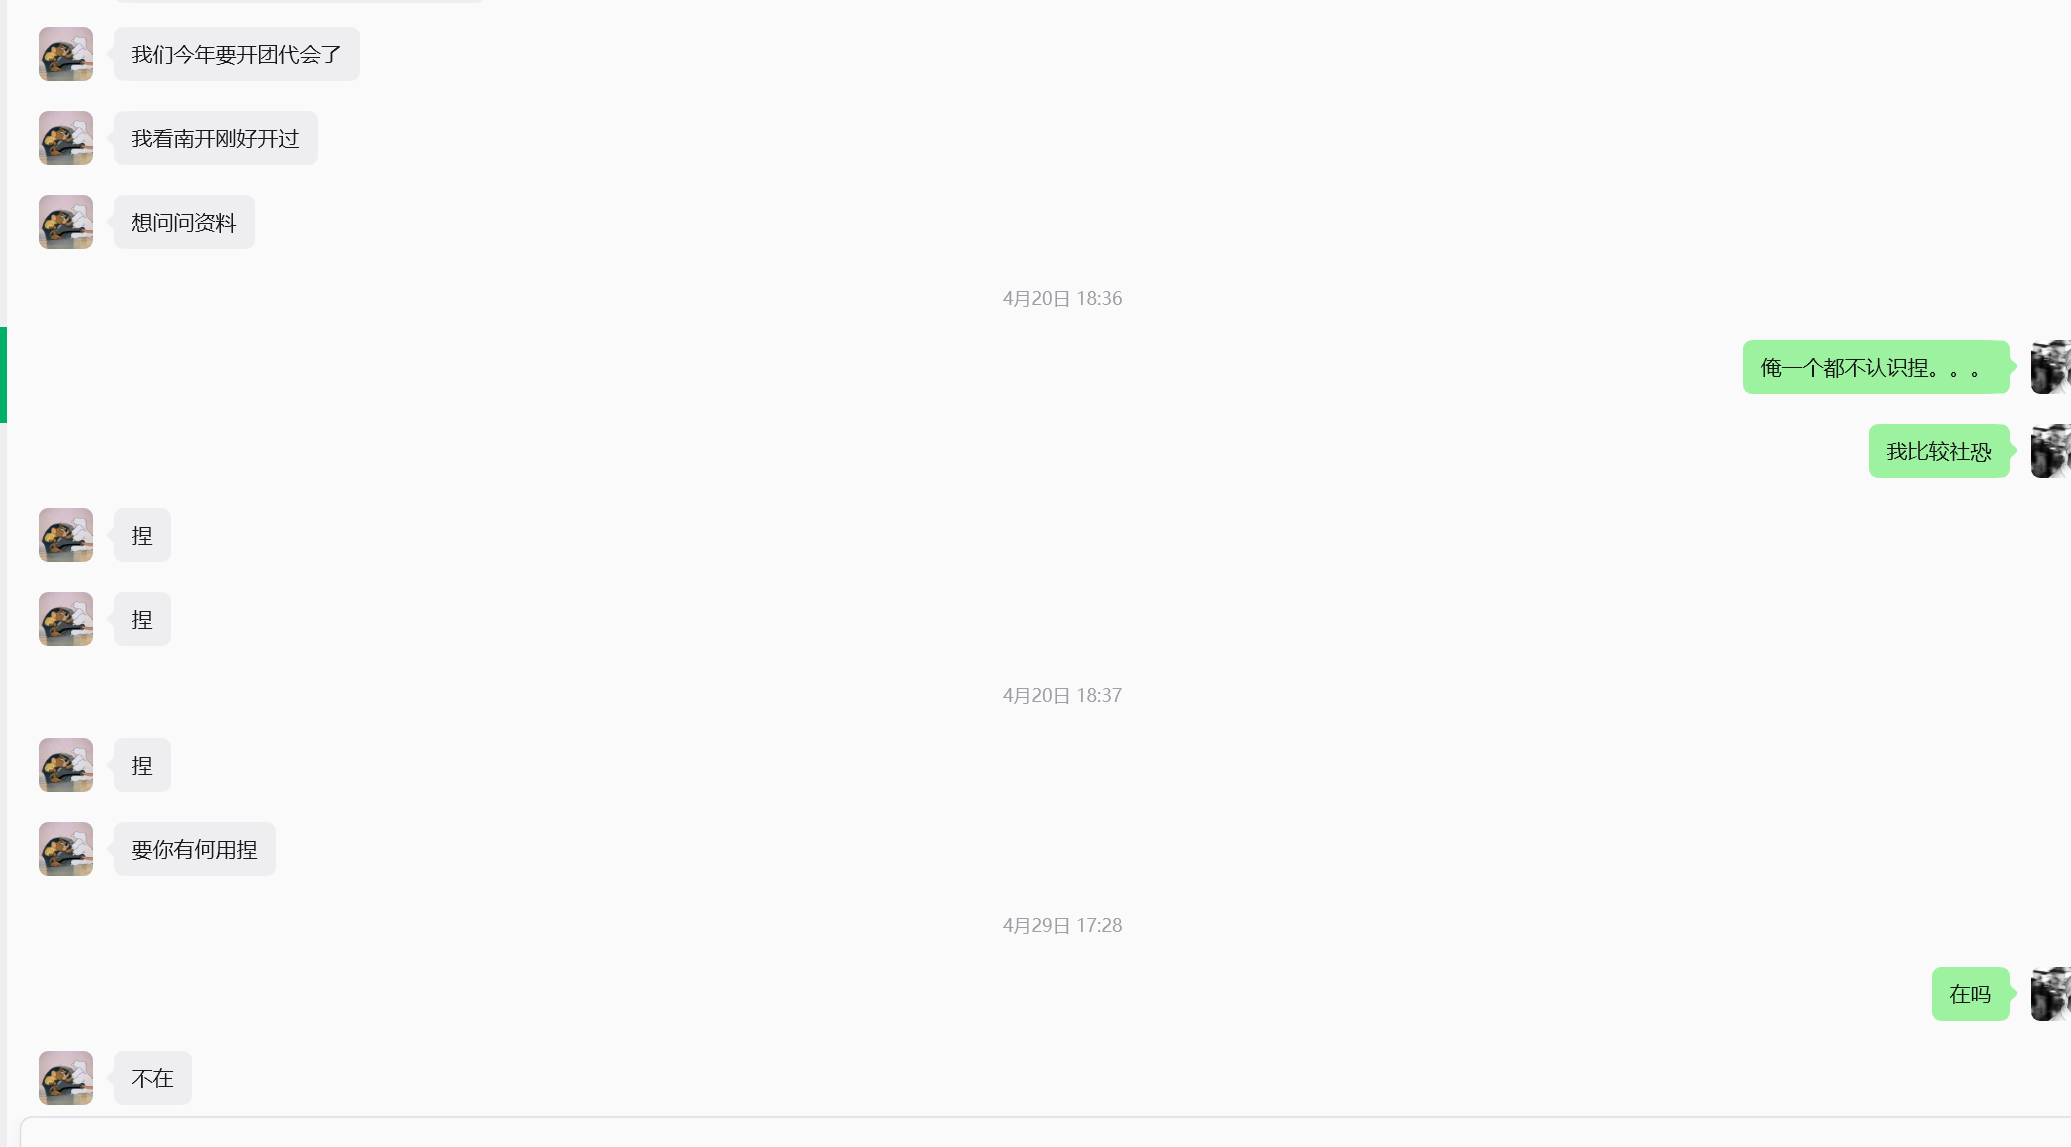 我们今年要开团代会了
我看南开刚好开过
想问问资料
4月20日 18:36
俺一个都不认识捏。。。
我比较社恐
捏
捏
4月20日 18:37
捏
要你有何用捏
4月29日 17:28
在吗
不在